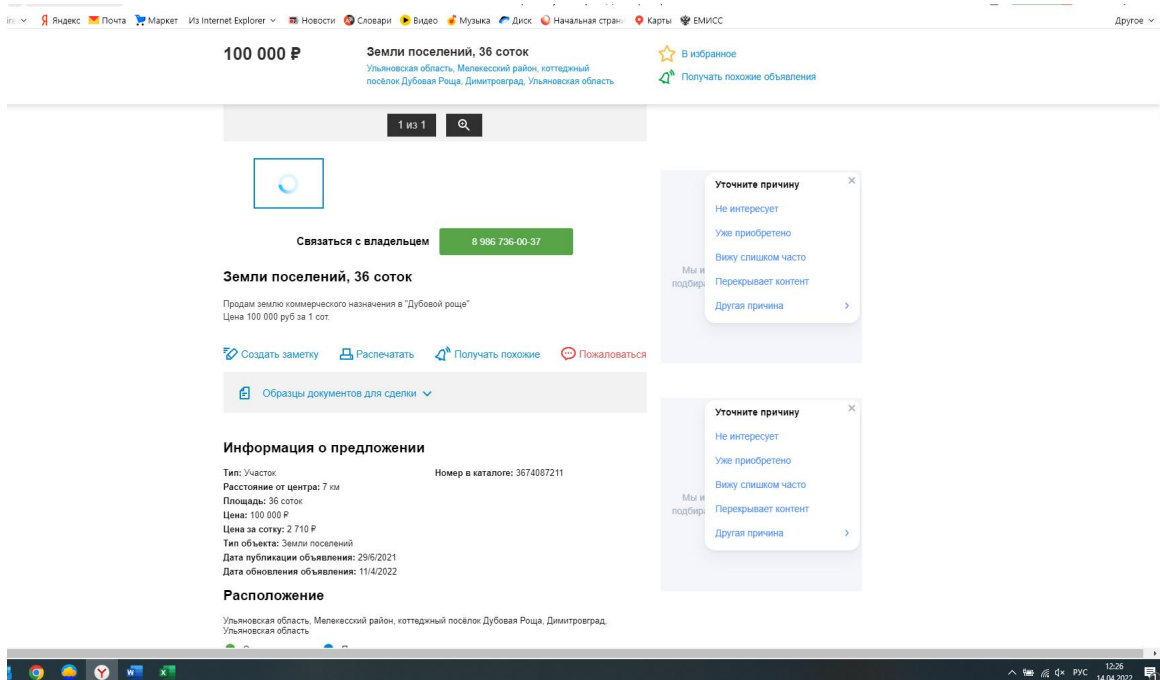 Яндекс Почта Маркет Из Internet Explorer Новости Словари Видео Музыка Диск Начальная стран Карты ЕМИСС Другое
100 000 ₽
Земли поселений, 36 соток
Ульяновская область, Мелекесский район, коттеджный
посёлок Дубовая Роща, Димитровград, Ульяновская область
В избранное
Получать похожие объявления
1 из 1
Связаться с владельцем 8 986 736-00-37
Земли поселений, 36 соток
Продам землю коммерческого назначения в "Дубовой роще"
Цена 100 000 руб за 1 сот.
Создать заметку Распечатать Получать похожие Пожаловаться
Образцы документов для сделки
Информация о предложении
Тип: Участок Номер в каталоге: 3674087211
Расстояние от центра: 7 км
Площадь: 36 соток
Цена: 100 000 ₽
Цена за сотку: 2 710 ₽
Тип объекта: Земли поселений
Дата публикации объявления: 29/6/2021
Дата обновления объявления: 11/4/2022
Расположение
Ульяновская область, Мелекесский район, коттеджный посёлок Дубовая Роща, Димитровград,
Ульяновская область
Уточните причину
Не интересует
Уже приобретено
Вижу слишком часто
Мы и
подбир
Перекрывает контент
Другая причина
Уточните причину
Не интересует
Уже приобретено
Вижу слишком часто
Мы и
подбир
Перекрывает контент
Другая причина
РУС 12:26
14.04.2022